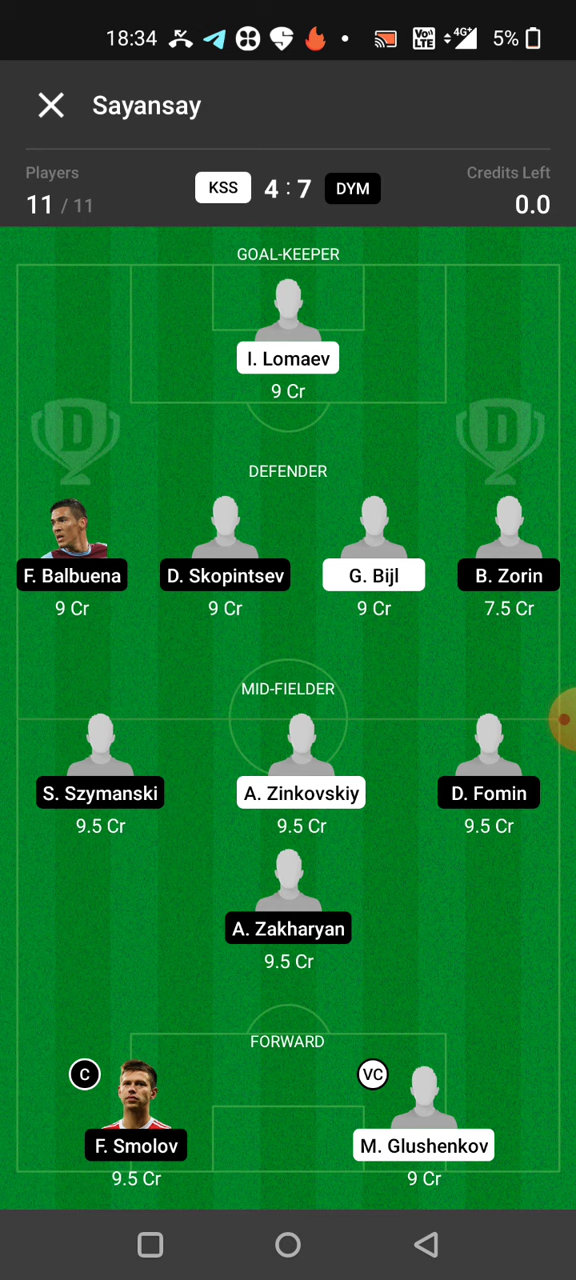 18:34 Vo)) LTE 4G+ 5%
Sayansay
Players
Credits Left
11 / 11
KSS 4 : 7 DYM
0.0
GOAL-KEEPER
I. Lomaev
9 Cr
D D
DEFENDER
F. Balbuena D. Skopintsev G. Bijl B. Zorin
9 Cr 9 Cr 9 Cr 7.5 Cr
MID-FIELDER
S. Szymanski A. Zinkovskiy D. Fomin
9.5 Cr 9.5 Cr 9.5 Cr
A. Zakharyan
9.5 Cr
FORWARD
C VC
F. Smolov M. Glushenkov
9.5 Cr 9 Cr